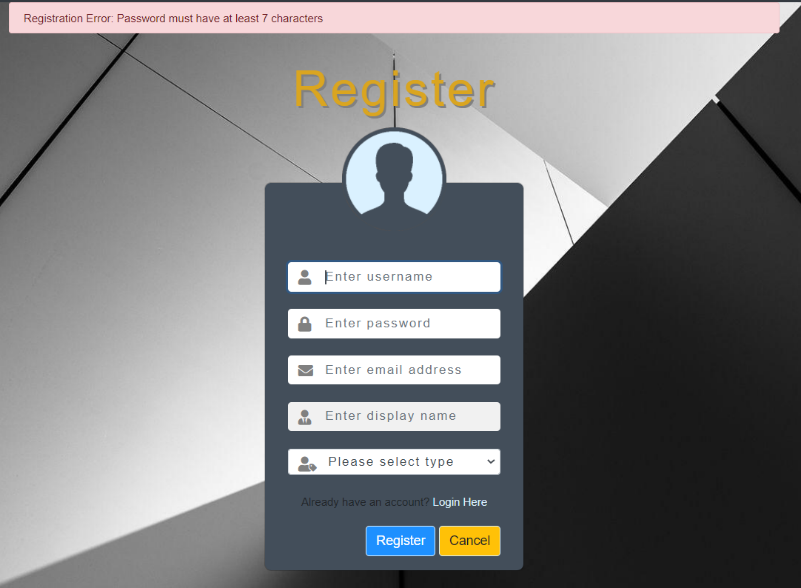 Registration Error: Password must have at least 7 characters
Register
Enter username
Enter password
Enter email address
Enter display name
Please select type
Already have an account? Login Here
Register Cancel